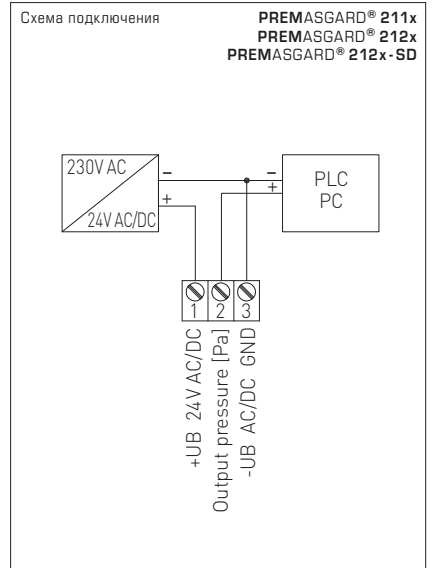 Схема подключения
PREMASGARD® 211x
PREMASGARD® 212x
PREMASGARD® 212x-SD
230V AC
24V AC/DC
−
+
−
+
PLC
PC
1
2
3
+UB 24V AC/DC
Output pressure [Pa]
-UB AC/DC GND